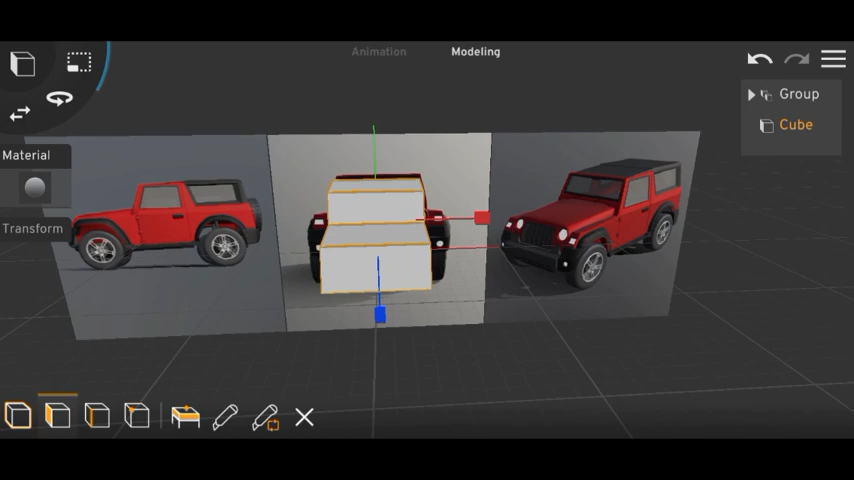 Animation
Modeling
Group
Cube
Material
Transform